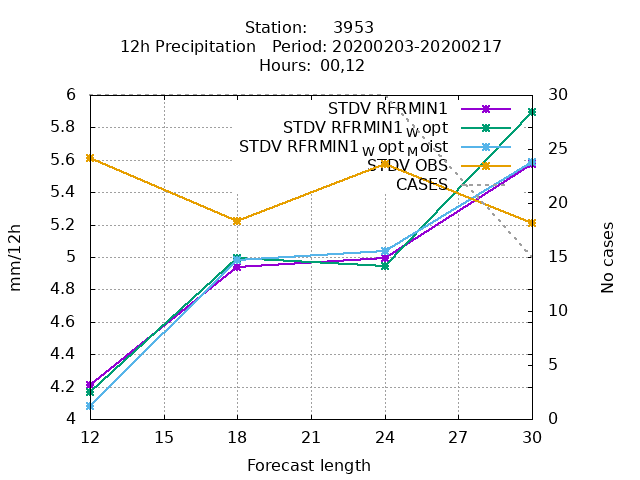 Station: 3953
12h Precipitation Period: 20200203-20200217
Hours: 00,12
STDV RFRMIN1
STDV RFRMIN1_W opt
STDV RFRMIN1_W opt_M oist
STDV OBS
CASES
mm/12h
6
5.8
5.6
5.4
5.2
5
4.8
4.6
4.4
4.2
4
30
25
20
15
10
5
0
No cases
12 15 18 21 24 27 30
Forecast length